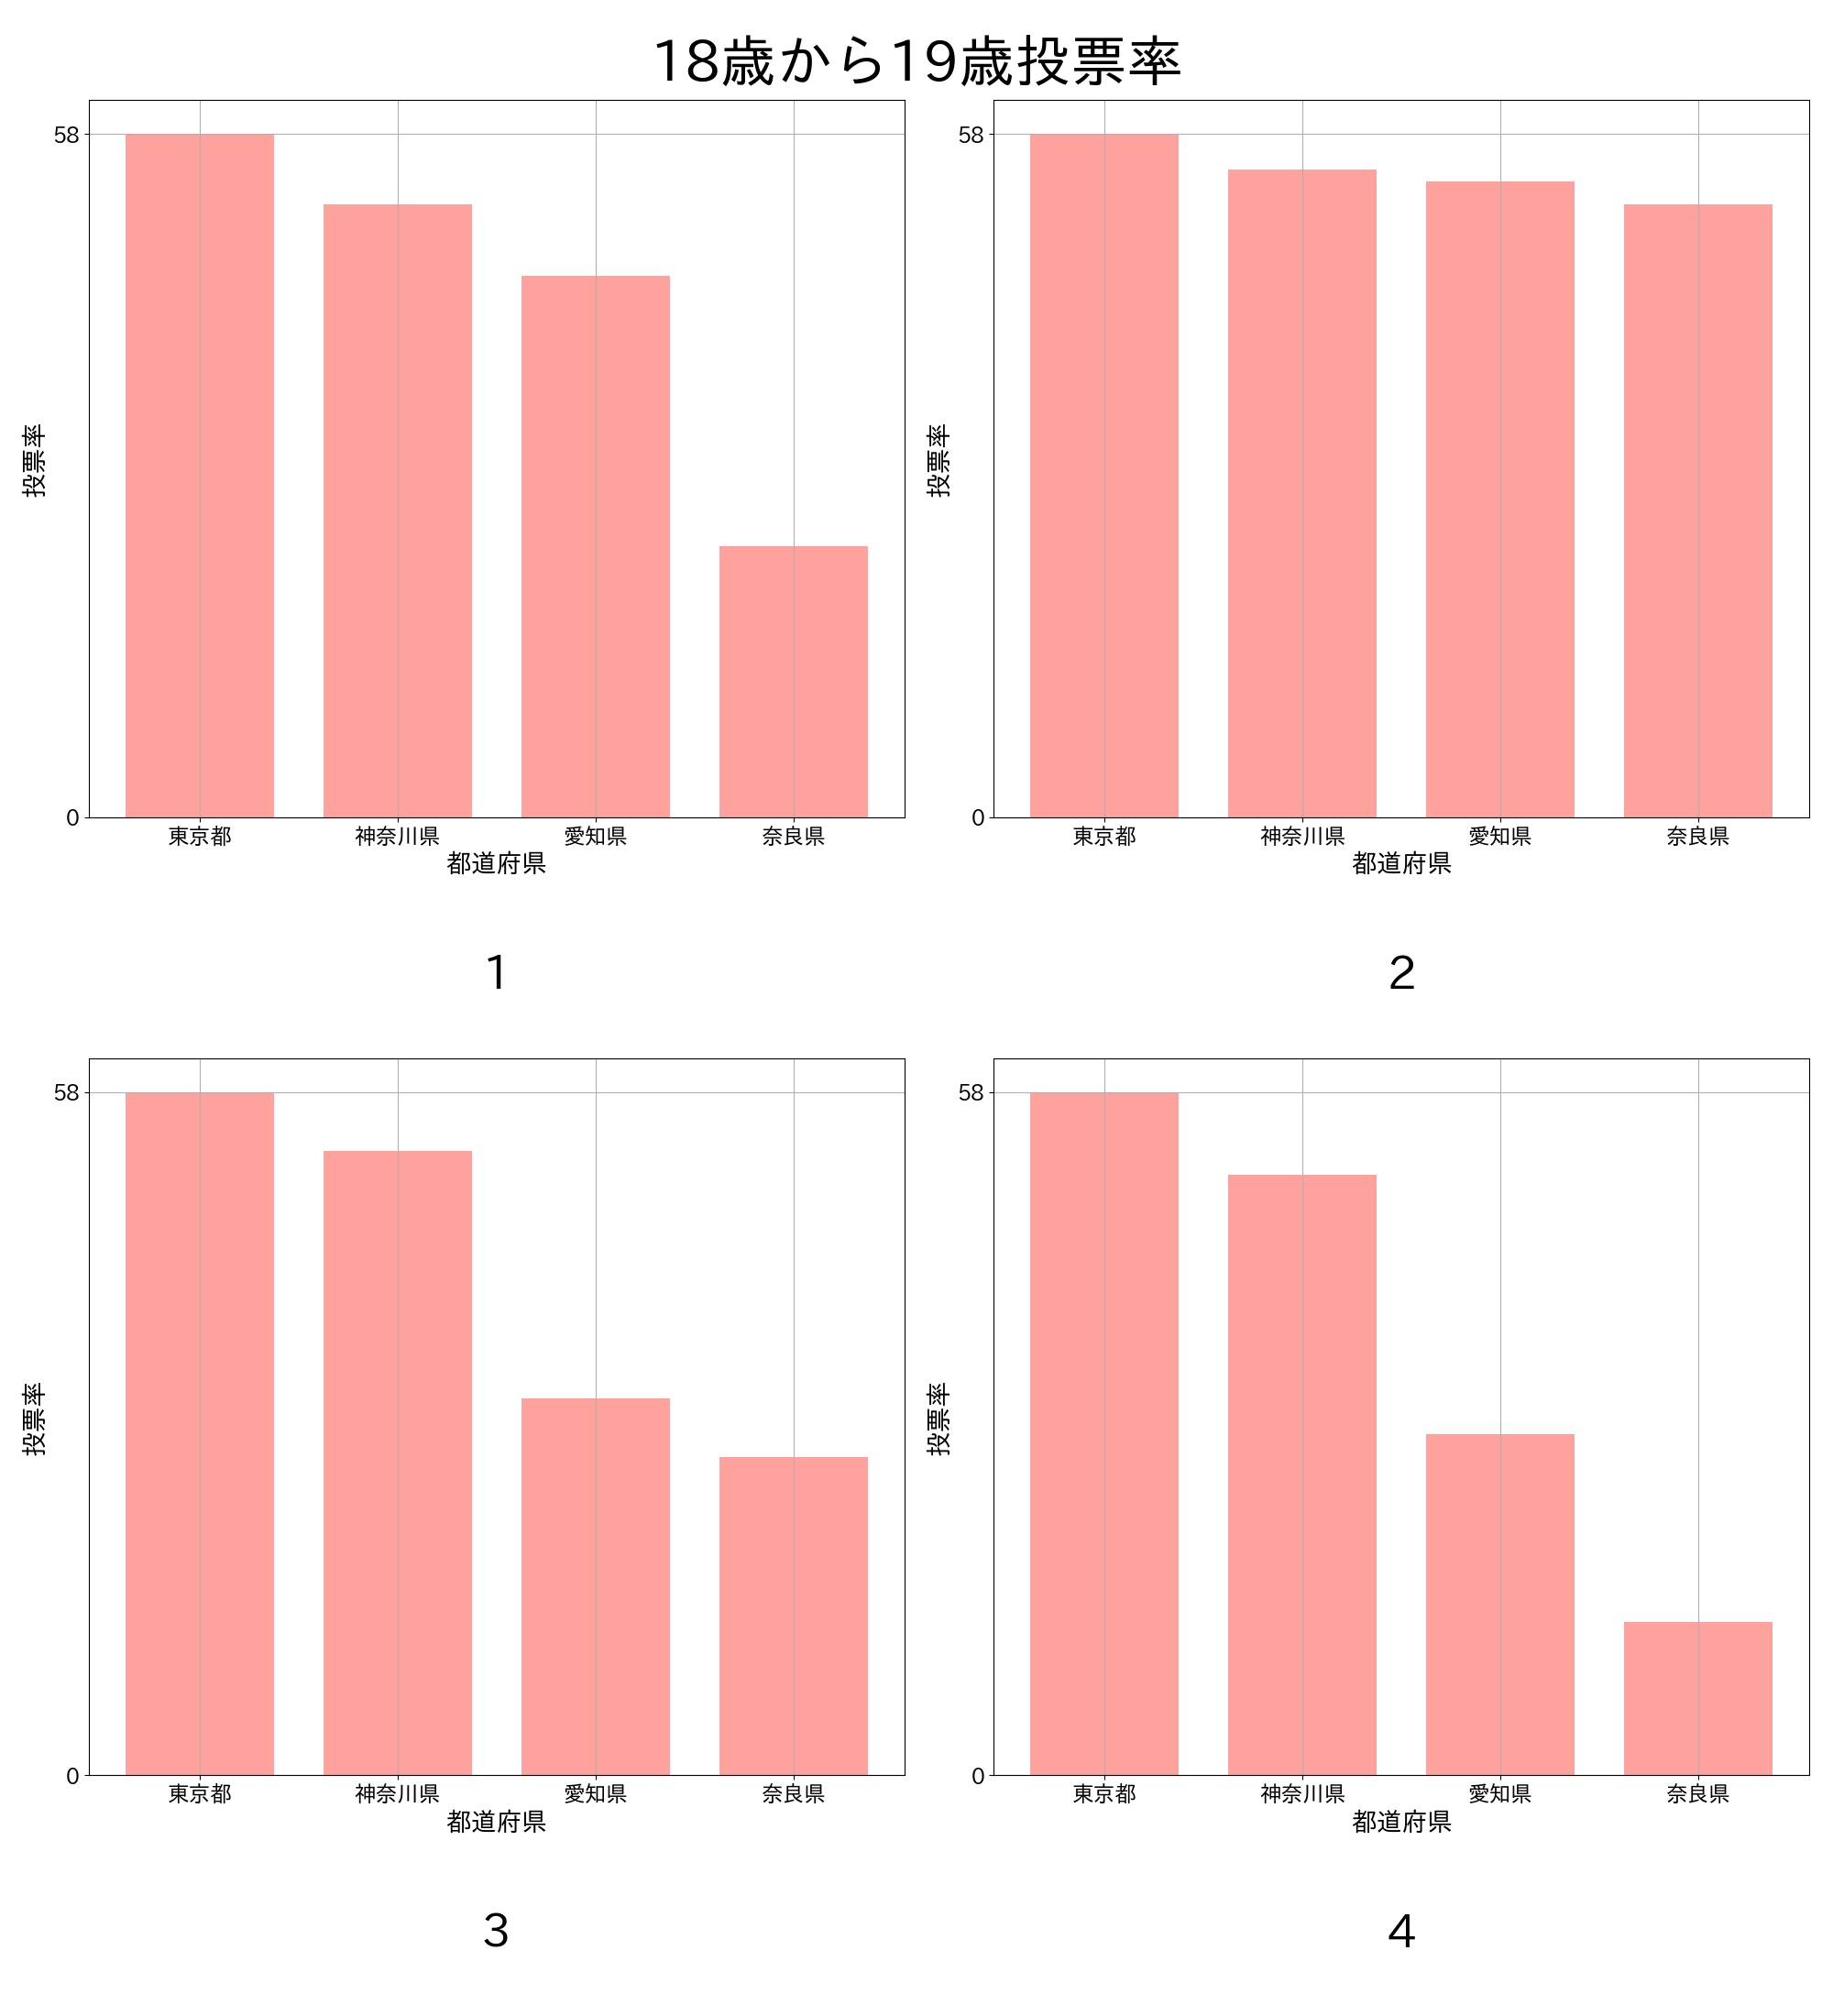 18歳から19歳投票率
58
0
投票率
東京都 神奈川県 愛知県 奈良県
都道府県
1
58
0
投票率
東京都 神奈川県 愛知県 奈良県
都道府県
2
58
0
投票率
東京都 神奈川県 愛知県 奈良県
都道府県
3
58
0
投票率
東京都 神奈川県 愛知県 奈良県
都道府県
4